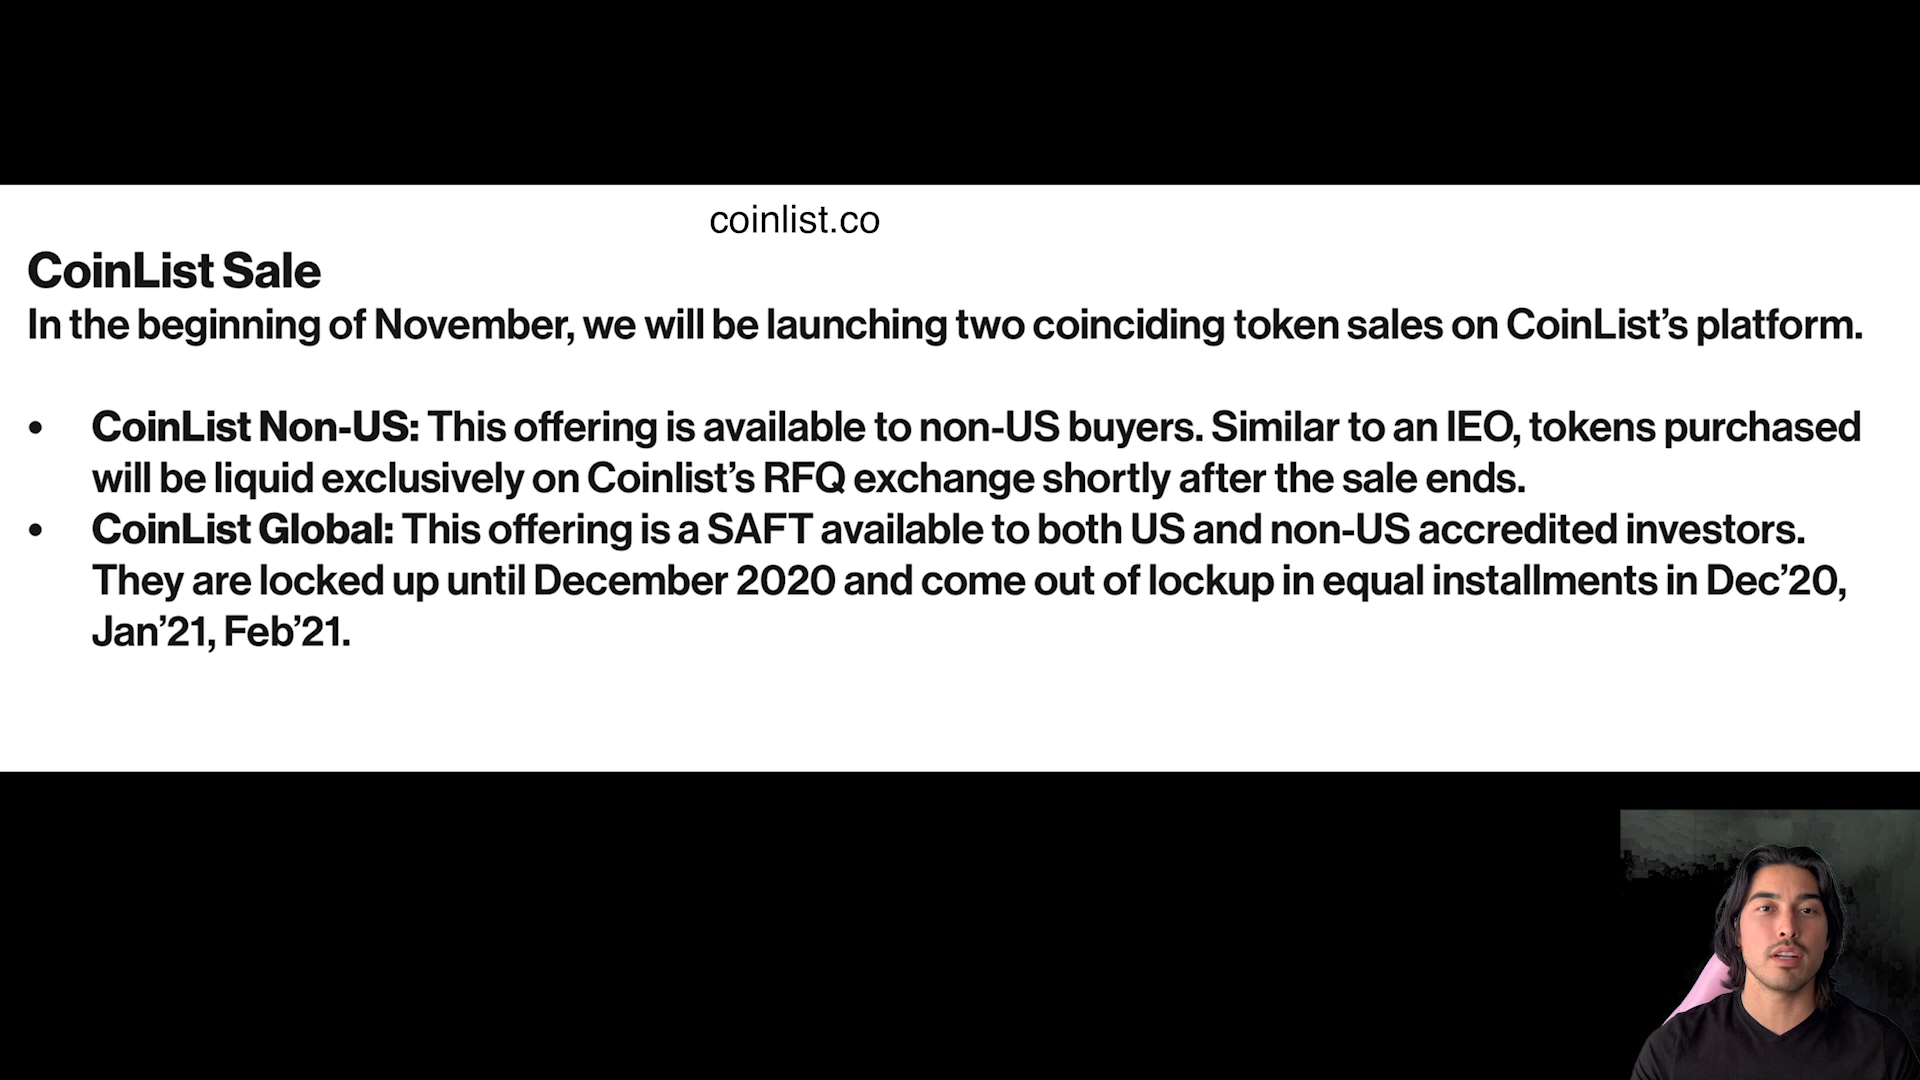 coinlist.co
CoinList Sale
In the beginning of November, we will be launching two coinciding token sales on CoinList’s platform.
• CoinList Non-US: This offering is available to non-US buyers. Similar to an IEO, tokens purchased
will be liquid exclusively on Coinlist’s RFQ exchange shortly after the sale ends.
• CoinList Global: This offering is a SAFT available to both US and non-US accredited investors.
They are locked up until December 2020 and come out of lockup in equal installments in Dec’20,
Jan’21, Feb’21.